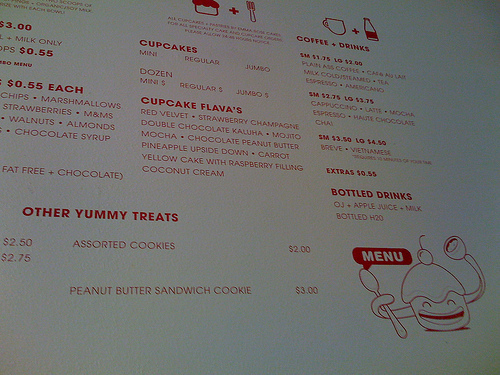 $3.00
+ MILK ONLY
OPS $0.55
MBO MENU
$ $0.55 EACH
CHIPS • MARSHMALLOWS
STRAWBERRIES • M&MS
• WALNUTS • ALMONDS
• CHOCOLATE SYRUP
FAT FREE + CHOCOLATE)
CUPCAKES
MINI REGULAR JUMBO
DOZEN
MINI $ REGULAR $ JUMBO $
CUPCAKE FLAVA'S
RED VELVET • STRAWBERRY CHAMPAGNE
DOUBLE CHOCOLATE KALUHA • MOJITO
MOCHA • CHOCOLATE PEANUT BUTTER
PINEAPPLE UPSIDE DOWN • CARROT
YELLOW CAKE WITH RASPBERRY FILLING
COCONUT CREAM
COFFEE + DRINKS
SM $1.75 LG $2.00
PLAIN ASS COFFEE • CAFA AU LAIT
MILK COLD/STEAMED • TEA
ESPRESSO • AMERICANO
SM $2.75 LG $3.75
CAPPUCCINO • LATTE • MOCHA
ESPRESSO • HAUTE CHOCOLATE
CHAI
SM $3.50 LG $4.50
BREVE • VIETNAMESE
EXTRAS $0.55
BOTTLED DRINKS
OJ + APPLE JUICE + MILK
BOTTLED H20
OTHER YUMMY TREATS
$2.50 ASSORTED COOKIES $2.00
$2.75
PEANUT BUTTER SANDWICH COOKIE $3.00
MENU